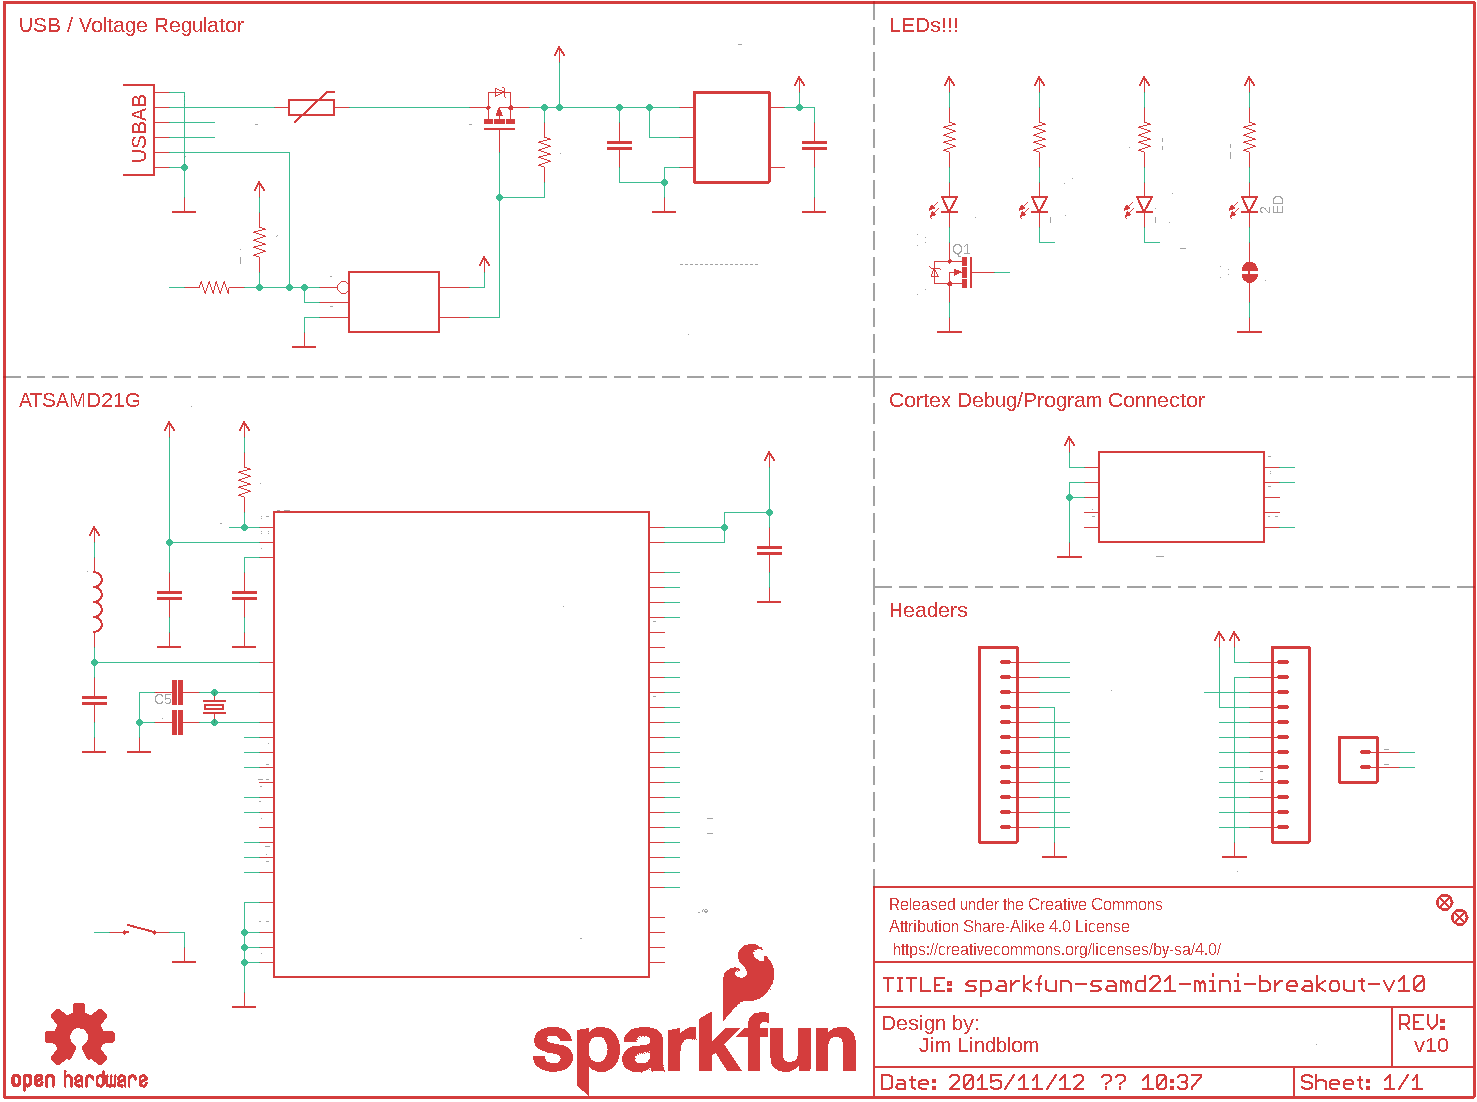 USB / Voltage Regulator
LEDs!!!
USBAB
2
ED
Q1
ATSAMD21G
Cortex Debug/Program Connector
Headers
C5
Released under the Creative Commons
Attribution Share-Alike 4.0 License
https://creativecommons.org/licenses/by-sa/4.0/
TITLE: sparkfun-samd21-mini-breakout-v10
Design by:
Jim Lindblom
REV:
v10
Date: 2015/11/12 ?? 10:37
Sheet: 1/1
open hardware
sparkfun